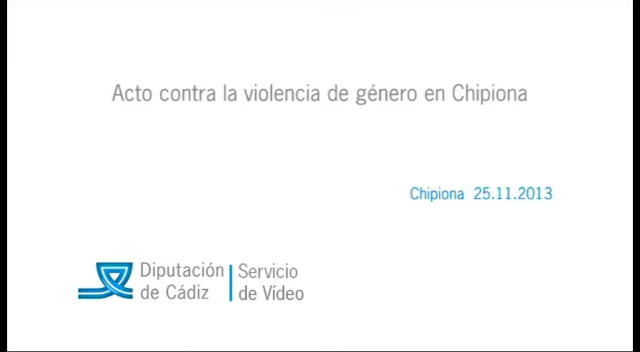 Acto contra la violencia de género en Chipiona
Chipiona 25.11.2013
Diputación
de Cádiz
Servicio
de Vídeo